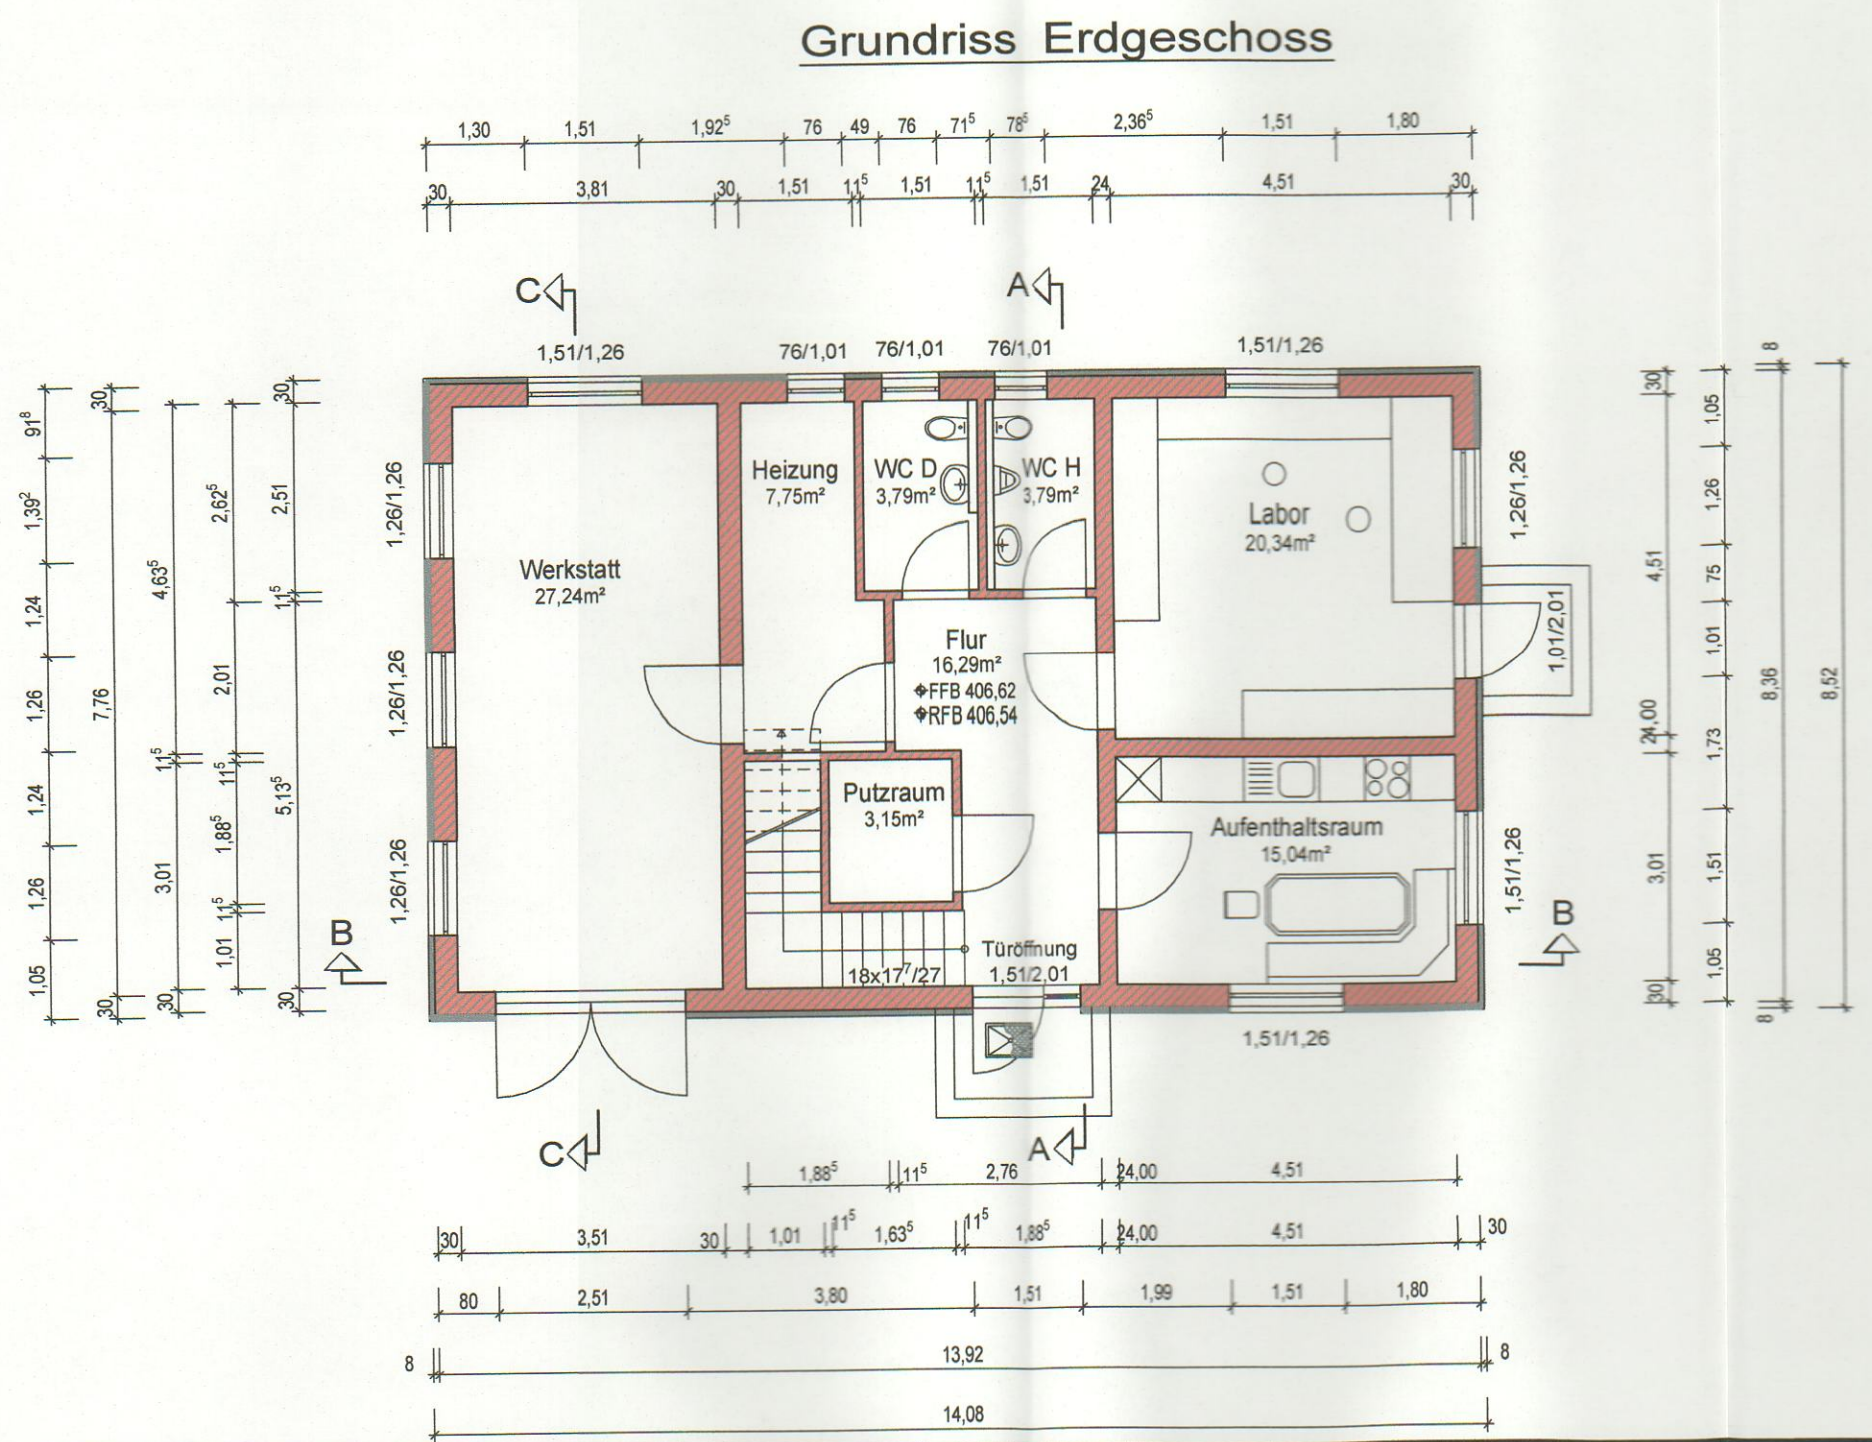 Grundriss Erdgeschoss
1,30 1,51 1,92⁵ 76 49 76 71⁵ 78⁵ 2,36⁵ 1,51 1,80
30 3,81 30 1,51 11⁵ 1,51 11⁵ 1,51 24 4,51 30
C A
1,51/1,26 76/1,01 76/1,01 76/1,01 1,51/1,26
91⁸ 1,39² 1,24 1,26 1,24 1,26 1,05
30 7,76 30
4,63⁵ 11⁵ 3,01 30
2,62⁵ 2,01 11⁵ 1,88⁵ 11⁵ 1,01
30 2,51 11⁵ 5,13⁵ 30
1,26/1,26
1,26/1,26
1,26/1,26
B
Werkstatt
27,24m²
Heizung
7,75m²
WC D
3,79m²
WC H
3,79m²
Labor
20,34m²
Flur
16,29m²
FFB 406,62
RFB 406,54
Putzraum
3,15m²
Aufenthaltsraum
15,04m²
Türöffnung
1,51/2,01
18x17⁷/27
1,26/1,26
1,01/2,01
1,51/1,26
B
30 4,51 24,00 3,01 30
1,05 1,26 75 1,01 1,73 1,51 1,05
8 8,36 8
8,52
1,51/1,26
C A
1,88⁵ 11⁵ 2,76 24,00 4,51
30 3,51 30 1,01 11⁵ 1,63⁵ 11⁵ 1,88⁵ 24,00 4,51 30
80 2,51 3,80 1,51 1,99 1,51 1,80
8 13,92 8
14,08